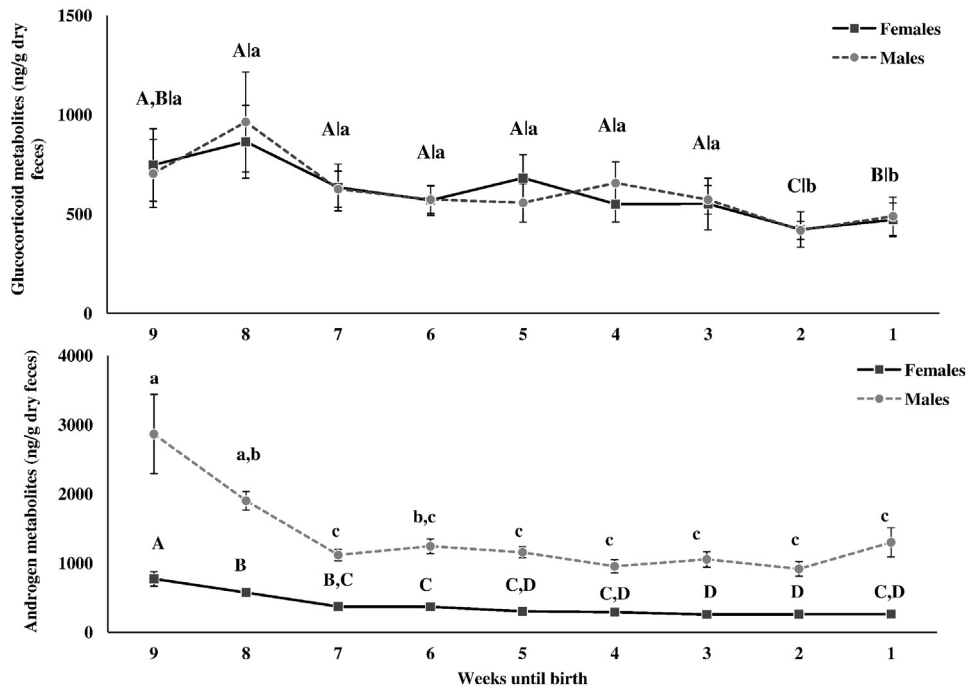 Glucocorticoid metabolites (ng/g dry
feces)
1500
1000
500
0
Females
Males
A,B|a
A|a
A|a
A|a
A|a
A|a
A|a
C|b
B|b
9 8 7 6 5 4 3 2 1
Androgen metabolites (ng/g dry feces)
4000
3000
2000
1000
0
Females
Males
a
a,b
c
b,c
c
c
c
c
c
A
B
B,C
C
C,D
C,D
D
D
C,D
9 8 7 6 5 4 3 2 1
Weeks until birth